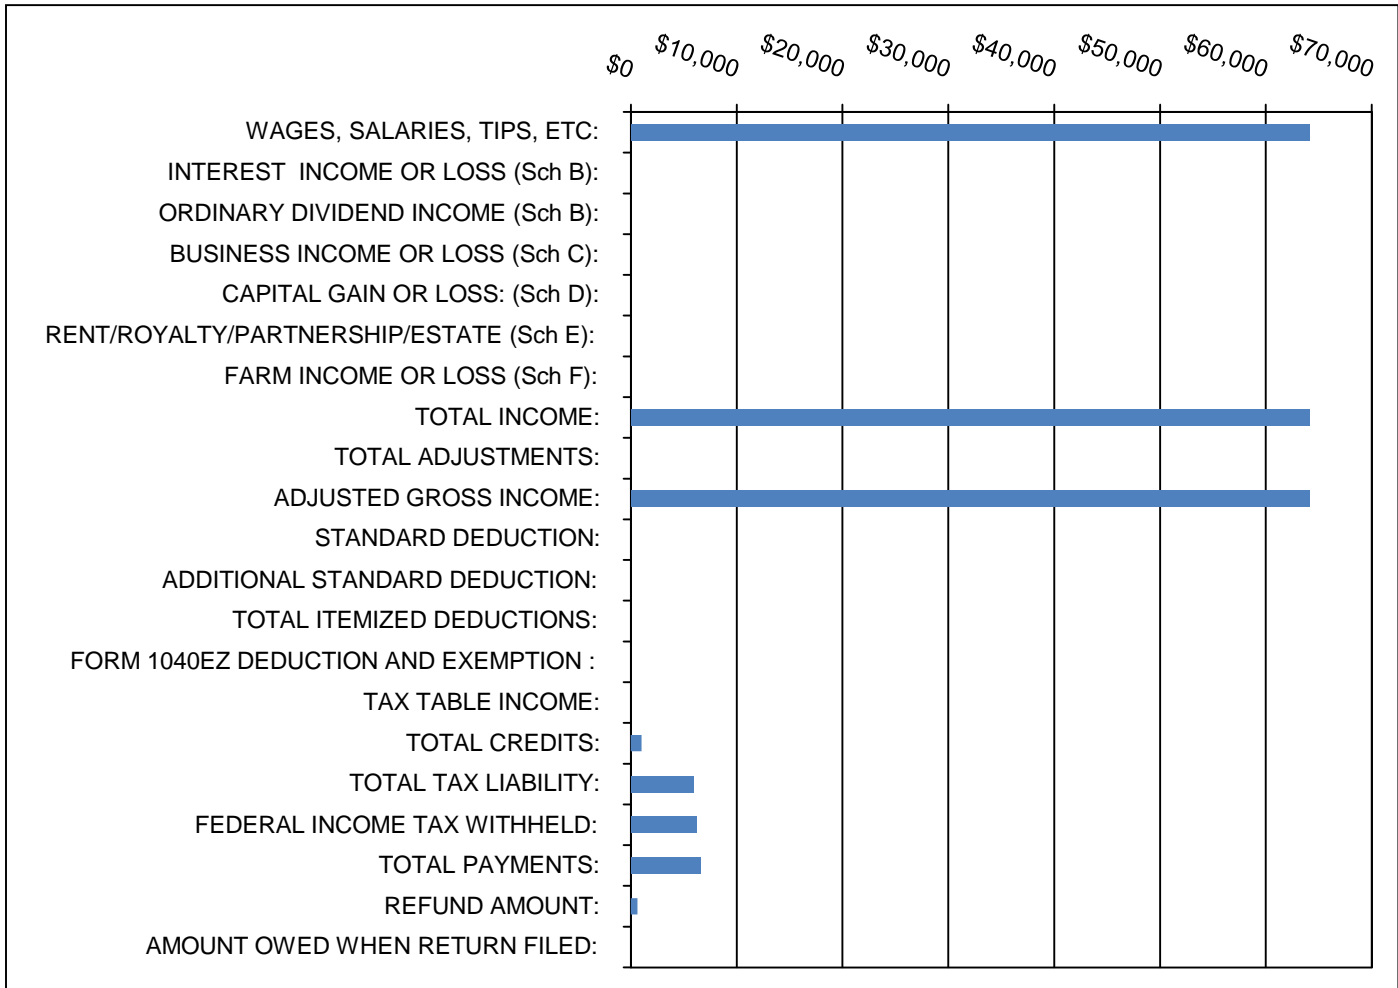 $0 $10,000 $20,000 $30,000 $40,000 $50,000 $60,000 $70,000
WAGES, SALARIES, TIPS, ETC:
INTEREST  INCOME OR LOSS (Sch B):
ORDINARY DIVIDEND INCOME (Sch B):
BUSINESS INCOME OR LOSS (Sch C):
CAPITAL GAIN OR LOSS: (Sch D):
RENT/ROYALTY/PARTNERSHIP/ESTATE (Sch E):
FARM INCOME OR LOSS (Sch F):
TOTAL INCOME:
TOTAL ADJUSTMENTS:
ADJUSTED GROSS INCOME:
STANDARD DEDUCTION:
ADDITIONAL STANDARD DEDUCTION:
TOTAL ITEMIZED DEDUCTIONS:
FORM 1040EZ DEDUCTION AND EXEMPTION :
TAX TABLE INCOME:
TOTAL CREDITS:
TOTAL TAX LIABILITY:
FEDERAL INCOME TAX WITHHELD:
TOTAL PAYMENTS:
REFUND AMOUNT:
AMOUNT OWED WHEN RETURN FILED: